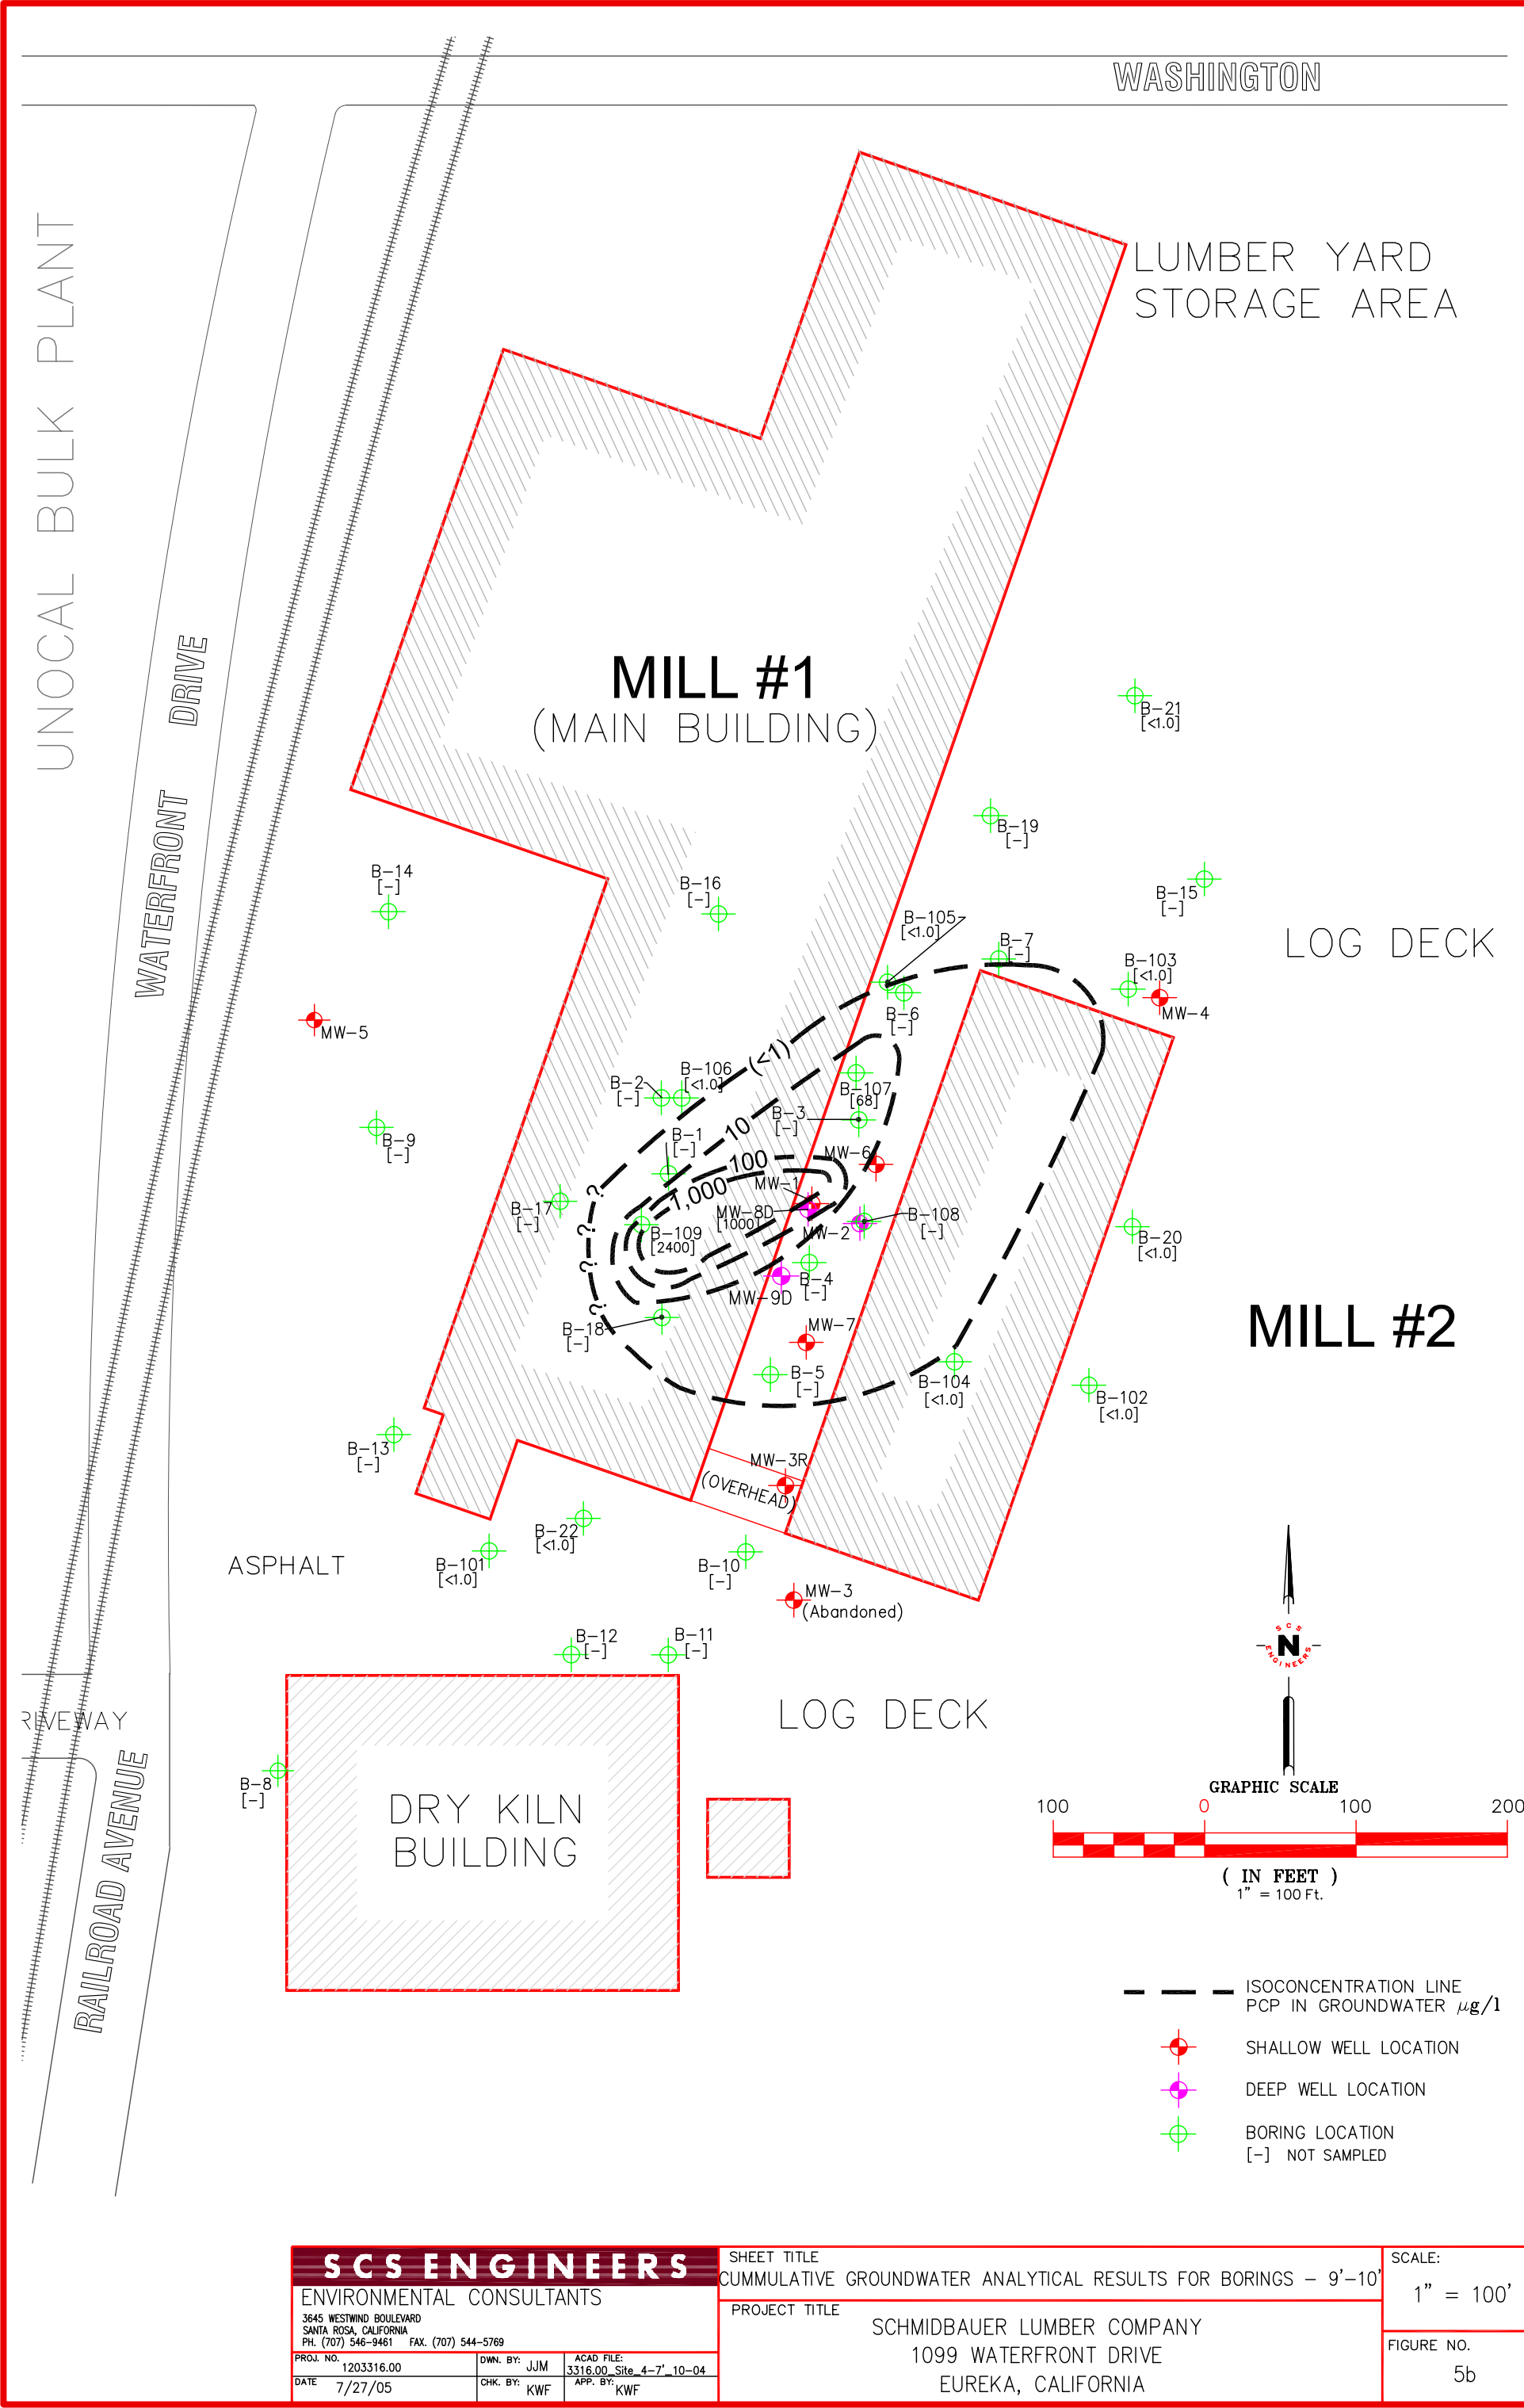 WASHINGTON
UNOCAL BULK PLANT
LUMBER YARD
STORAGE AREA
WATERFRONT DRIVE
MILL #1
(MAIN BUILDING)
B-21
[<1.0]
B-19
[-]
B-14
[-]
B-16
[-]
B-15
[-]
B-105
[<1.0]
B-7
[-]
LOG DECK
B-103
[<1.0]
MW-4
MW-5
B-6
[-]
(<1)
B-106
[<1.0]
B-2
[-]
B-107
[68]
B-3
[-]
B-9
[-]
B-1
[-]
10
100
1,000
MW-6
MW-1
B-17
[-]
?
?
?
?
MW-8D
[1000]
MW-2
B-108
[-]
B-109
[2400]
B-20
[<1.0]
B-4
[-]
MW-9D
MW-7
B-18
[-]
MILL #2
B-5
[-]
B-104
[<1.0]
B-102
[<1.0]
B-13
[-]
MW-3R
(OVERHEAD)
B-22
[<1.0]
B-101
[<1.0]
ASPHALT
B-10
[-]
MW-3
(Abandoned)
B-12
[-]
B-11
[-]
SCS
N
ENGINEERS
RIVEWAY
LOG DECK
B-8
[-]
DRY KILN
BUILDING
RAILROAD AVENUE
GRAPHIC SCALE
100 0 100 200
( IN FEET )
1" = 100 Ft.
ISOCONCENTRATION LINE
PCP IN GROUNDWATER µg/l
SHALLOW WELL LOCATION
DEEP WELL LOCATION
BORING LOCATION
[-] NOT SAMPLED
SCS ENGINEERS
ENVIRONMENTAL CONSULTANTS
3645 WESTWIND BOULEVARD
SANTA ROSA, CALIFORNIA
PH. (707) 546-9461 FAX. (707) 544-5769
PROJ. NO. 1203316.00
DWN. BY: JJM
ACAD FILE: 3316.00_Site_4-7'_10-04
DATE 7/27/05
CHK. BY: KWF
APP. BY: KWF
SHEET TITLE
CUMMULATIVE GROUNDWATER ANALYTICAL RESULTS FOR BORINGS - 9'-10'
PROJECT TITLE
SCHMIDBAUER LUMBER COMPANY
1099 WATERFRONT DRIVE
EUREKA, CALIFORNIA
SCALE:
1" = 100'
FIGURE NO.
5b